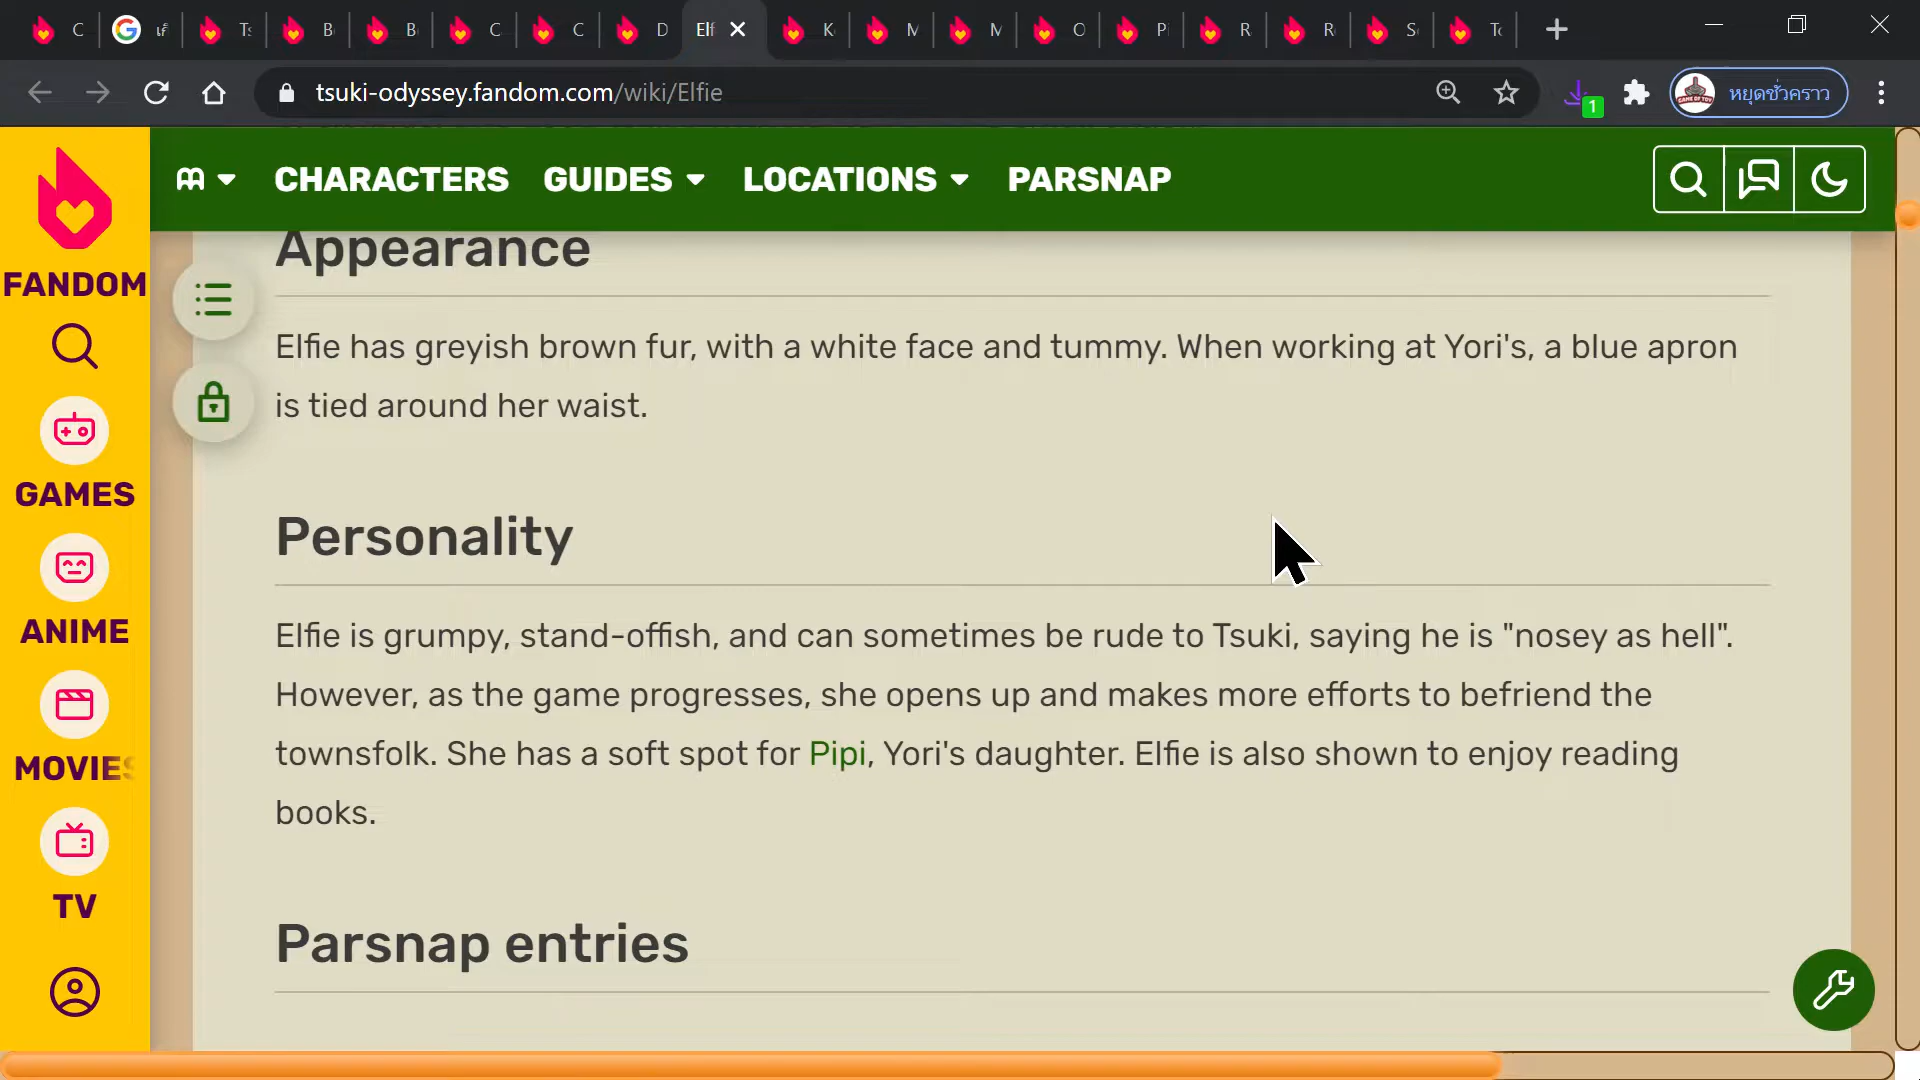 C
Ts
B
B
C
C
D
Elf
K
M
M
O
Pi
R
R
S
To
tsuki-odyssey.fandom.com/wiki/Elfie
1
หยุดชั่วคราว
FANDOM
GAMES
ANIME
MOVIES
TV
CHARACTERS GUIDES LOCATIONS PARSNAP
Appearance
Elfie has greyish brown fur, with a white face and tummy. When working at Yori's, a blue apron
is tied around her waist.
Personality
Elfie is grumpy, stand-offish, and can sometimes be rude to Tsuki, saying he is "nosey as hell".
However, as the game progresses, she opens up and makes more efforts to befriend the
townsfolk. She has a soft spot for Pipi, Yori's daughter. Elfie is also shown to enjoy reading
books.
Parsnap entries